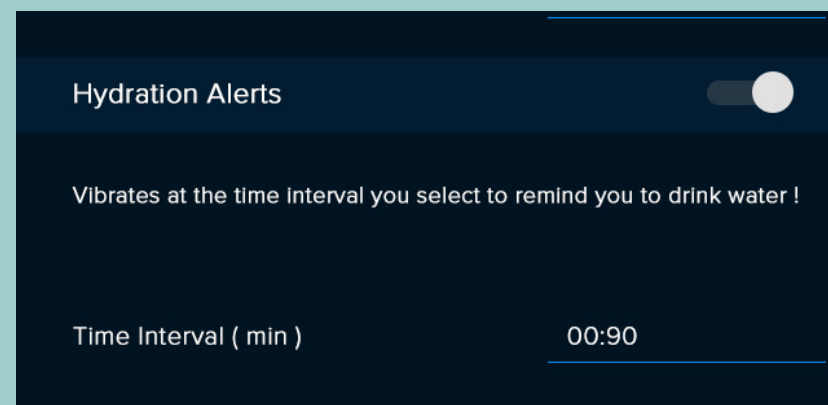 Hydration Alerts
Vibrates at the time interval you select to remind you to drink water !
Time Interval ( min ) 00:90